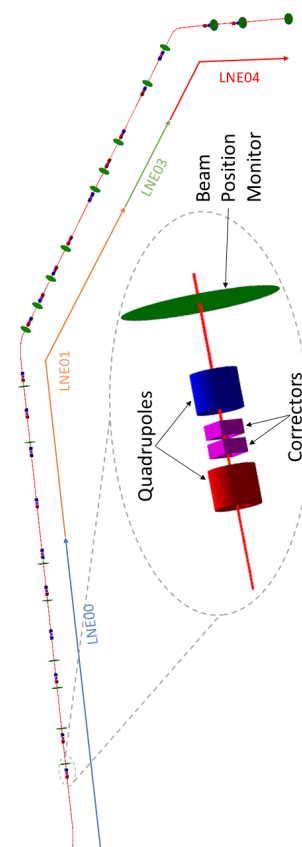 LNE04
LNE03
LNE01
LNE00
Beam
Position
Monitor
Quadrupoles
Correctors